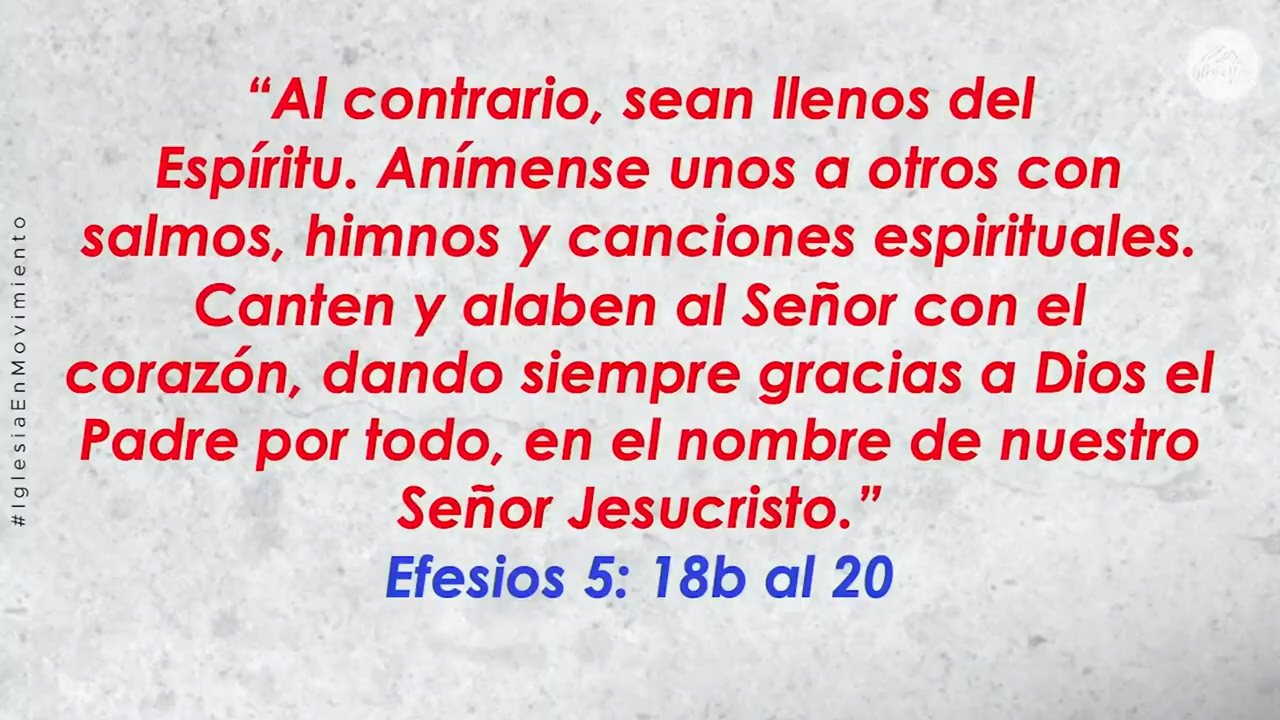 “Al contrario, sean llenos del
Espíritu. Anímense unos a otros con
salmos, himnos y canciones espirituales.
Canten y alaben al Señor con el
corazón, dando siempre gracias a Dios el
Padre por todo, en el nombre de nuestro
Señor Jesucristo.”
Efesios 5: 18b al 20
#IglesiaEnMovimiento